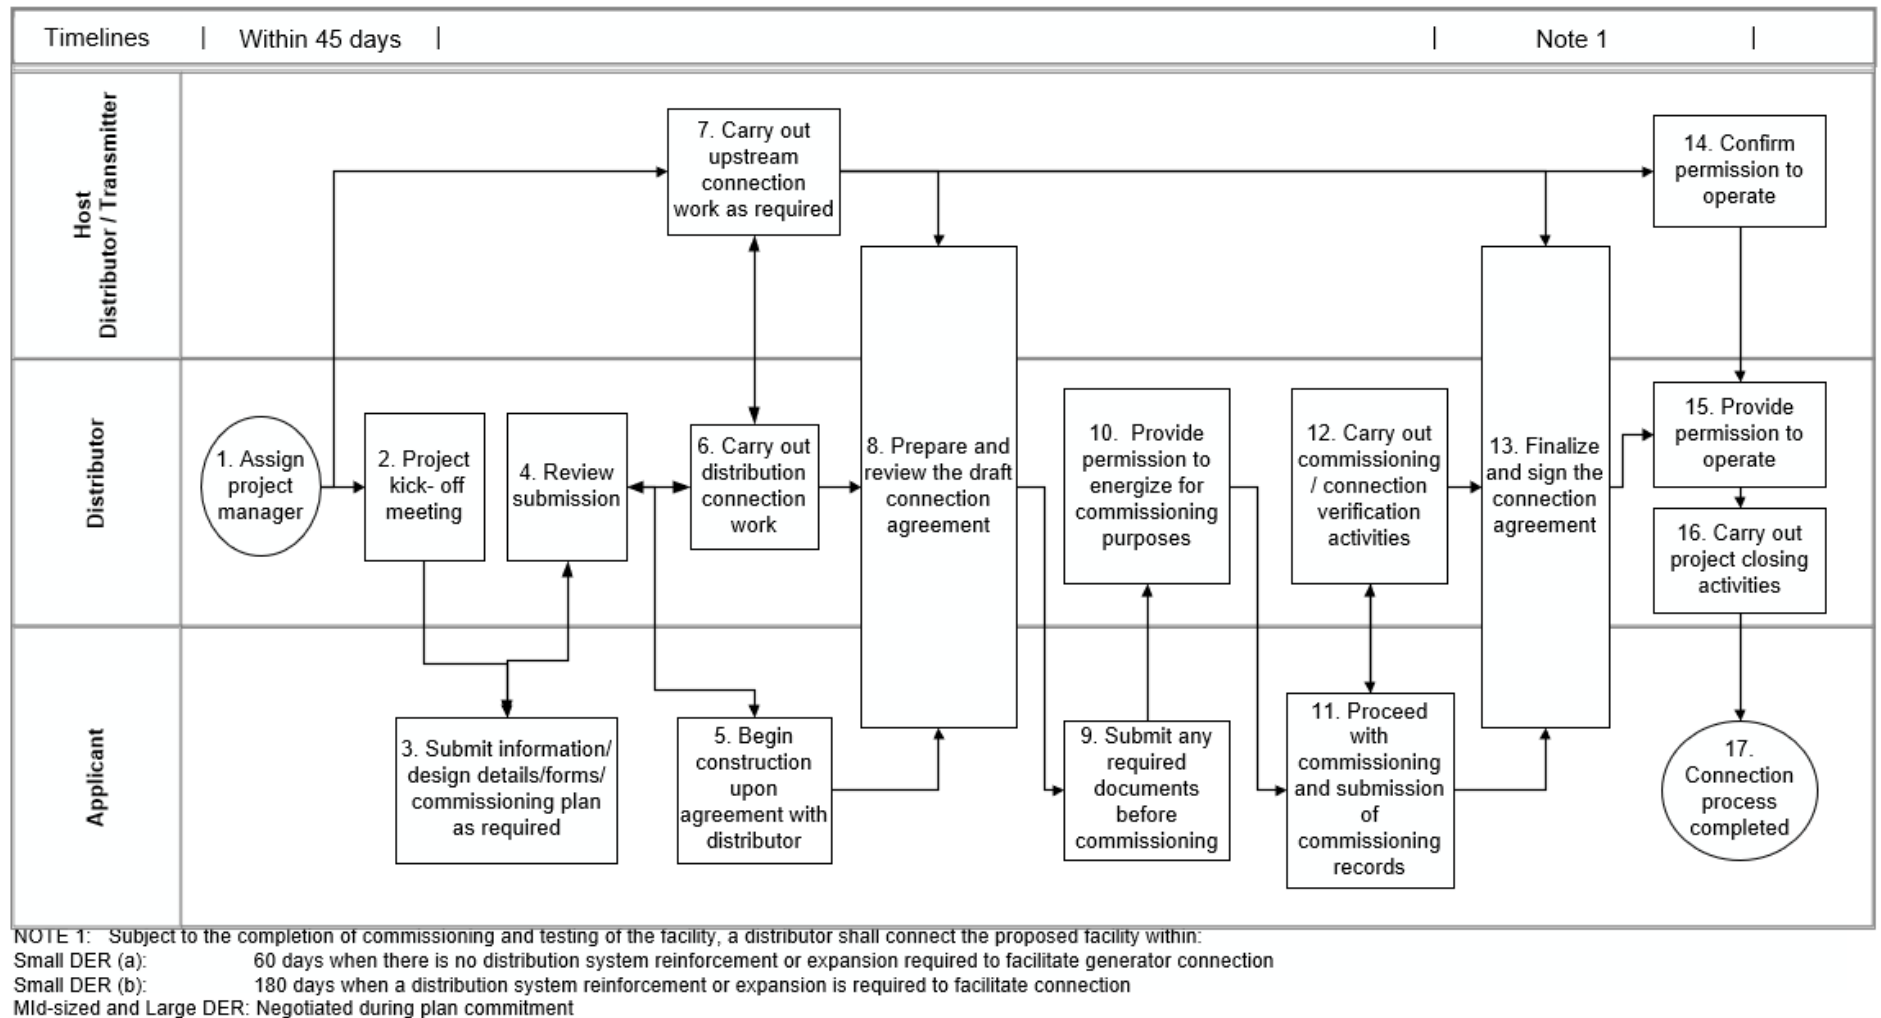 Timelines | Within 45 days | | Note 1 |
Host
Distributor / Transmitter
7. Carry out
upstream
connection
work as required
14. Confirm
permission to
operate
Distributor
1. Assign
project
manager
2. Project
kick- off
meeting
4. Review
submission
6. Carry out
distribution
connection
work
8. Prepare and
review the draft
connection
agreement
10. Provide
permission to
energize for
commissioning
purposes
12. Carry out
commissioning
/ connection
verification
activities
13. Finalize
and sign the
connection
agreement
15. Provide
permission to
operate
16. Carry out
project closing
activities
Applicant
3. Submit information/
design details/forms/
commissioning plan
as required
5. Begin
construction
upon
agreement with
distributor
9. Submit any
required
documents
before
commissioning
11. Proceed
with
commissioning
and submission
of
commissioning
records
17.
Connection
process
completed
NOTE 1: Subject to the completion of commissioning and testing of the facility, a distributor shall connect the proposed facility within:
Small DER (a): 60 days when there is no distribution system reinforcement or expansion required to facilitate generator connection
Small DER (b): 180 days when a distribution system reinforcement or expansion is required to facilitate connection
MId-sized and Large DER: Negotiated during plan commitment